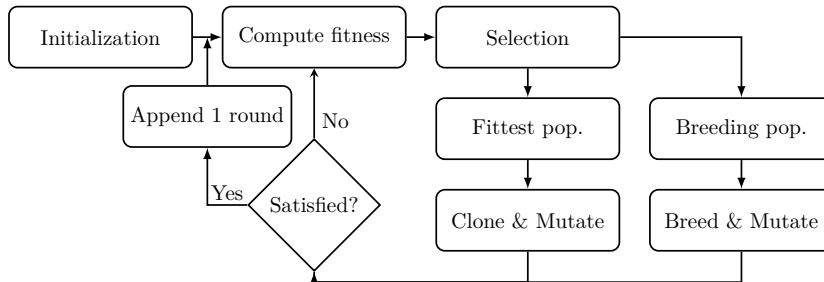 Initialization
Compute fitness
Selection
Append 1 round
Fittest pop.
Breeding pop.
No
Yes
Satisfied?
Clone & Mutate
Breed & Mutate